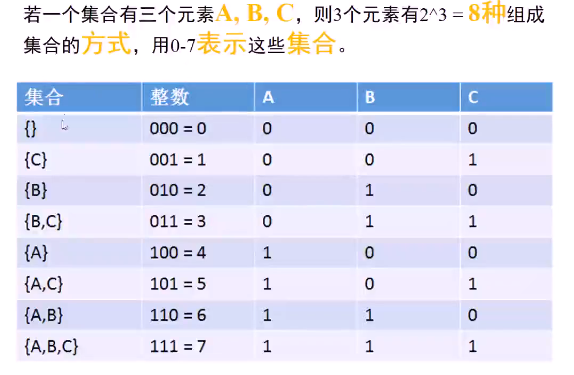 若一个集合有三个元素A, B, C，则3个元素有2^3 = 8种组成
集合的方式，用0-7表示这些集合。
集合 整数 A B C
{} 000 = 0 0 0 0
{C} 001 = 1 0 0 1
{B} 010 = 2 0 1 0
{B,C} 011 = 3 0 1 1
{A} 100 = 4 1 0 0
{A,C} 101 = 5 1 0 1
{A,B} 110 = 6 1 1 0
{A,B,C} 111 = 7 1 1 1